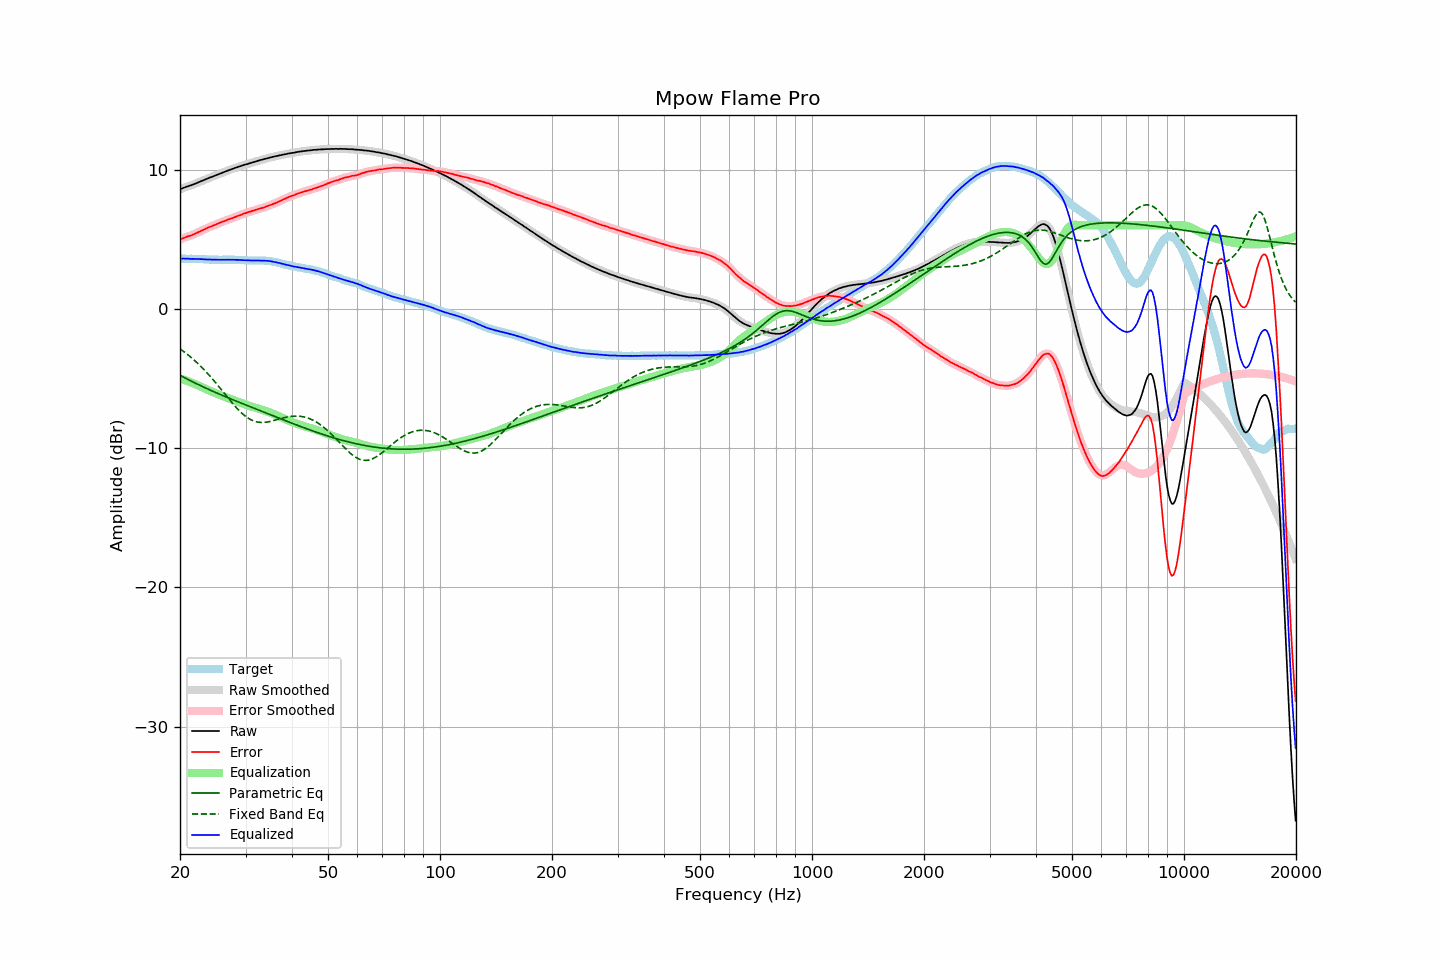 Mpow Flame Pro
Amplitude (dBr)
10
0
−10
−20
−30
Target
Raw Smoothed
Error Smoothed
Raw
Error
Equalization
Parametric Eq
Fixed Band Eq
Equalized
20 50 100 200 500 1000 2000 5000 10000 20000
Frequency (Hz)